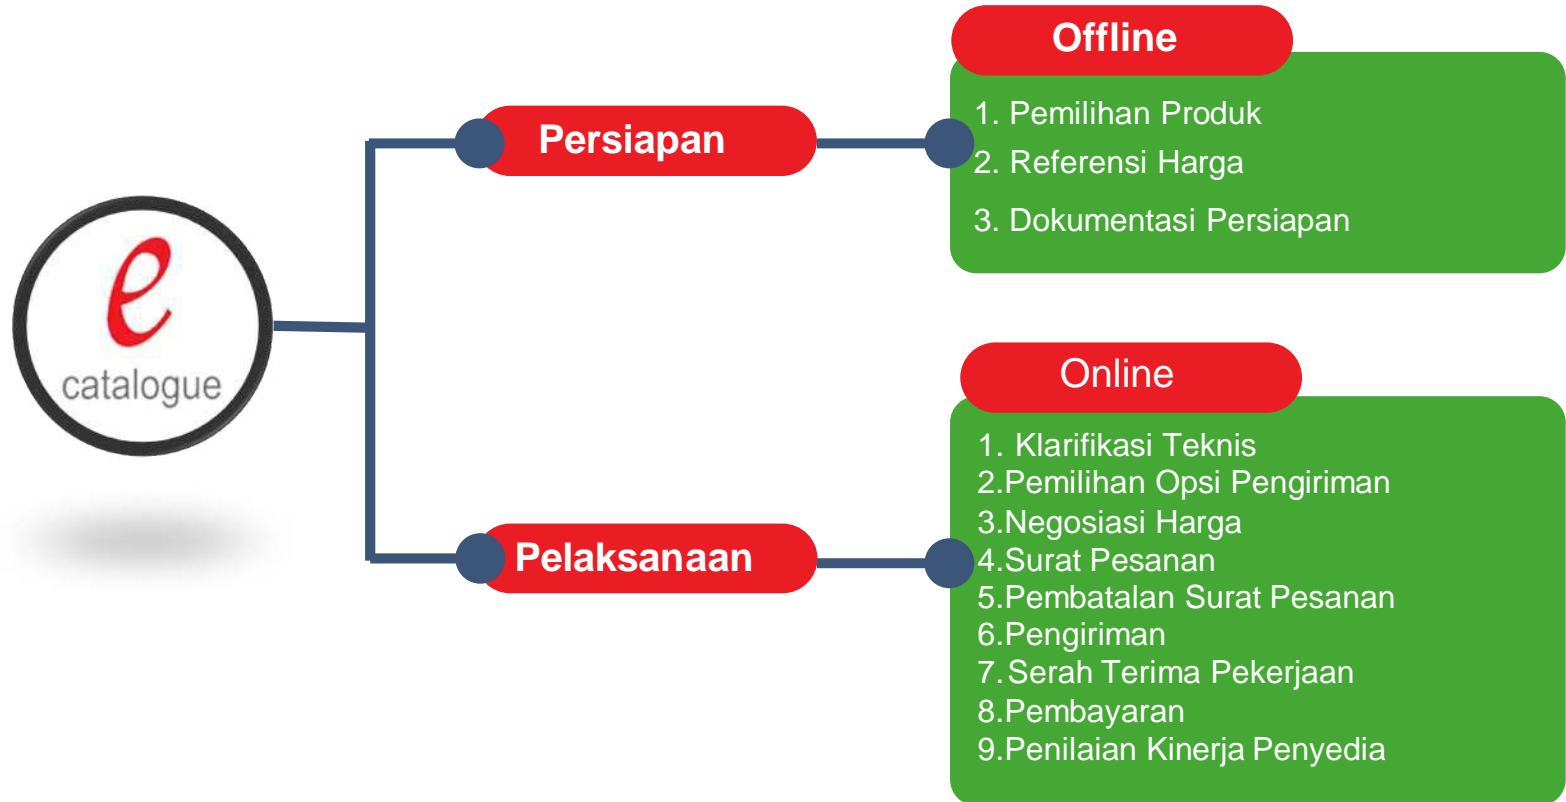 e
catalogue
Persiapan
Offline
1. Pemilihan Produk
2. Referensi Harga
3. Dokumentasi Persiapan
Pelaksanaan
Online
1. Klarifikasi Teknis
2.Pemilihan Opsi Pengiriman
3.Negosiasi Harga
4.Surat Pesanan
5.Pembatalan Surat Pesanan
6.Pengiriman
7.Serah Terima Pekerjaan
8.Pembayaran
9.Penilaian Kinerja Penyedia